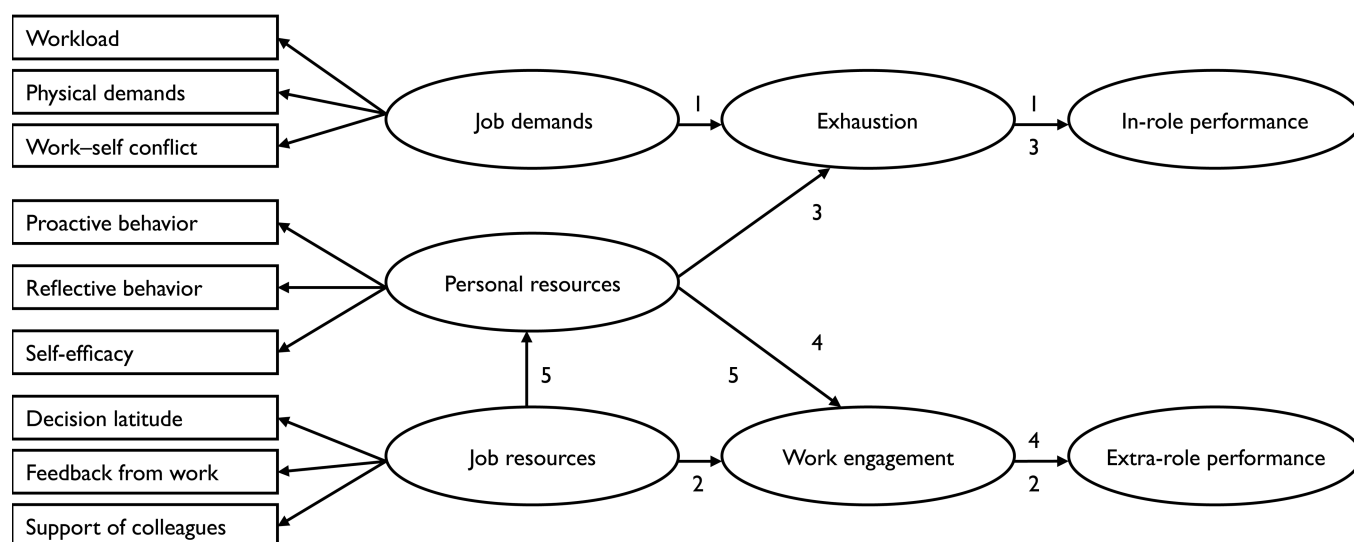 Workload
Physical demands
Work–self conflict
Job demands
1
Exhaustion
1
3
In-role performance
Proactive behavior
Reflective behavior
Self-efficacy
Personal resources
3
4
5
5
Decision latitude
Feedback from work
Support of colleagues
Job resources
2
Work engagement
4
2
Extra-role performance